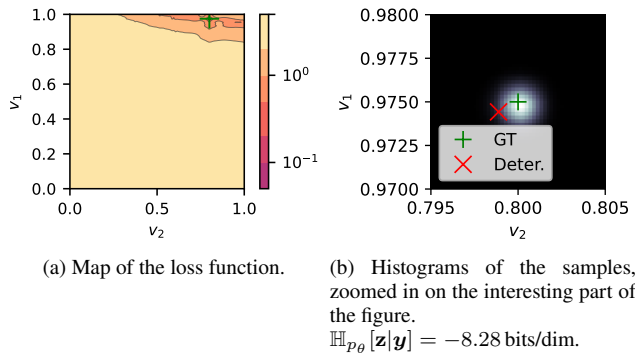 1.0
0.8
0.6
0.4
0.2
0.0
v₁
0.0 0.5 1.0
v₂
10⁰
10⁻¹
0.9800
0.9775
0.9750
0.9725
0.9700
v₁
GT
Deter.
0.795 0.800 0.805
v₂
(a) Map of the loss function.
(b) Histograms of the samples,
zoomed in on the interesting part of
the figure.
ℍ_{p_θ}[𝐳|𝒚] = −8.28 bits/dim.